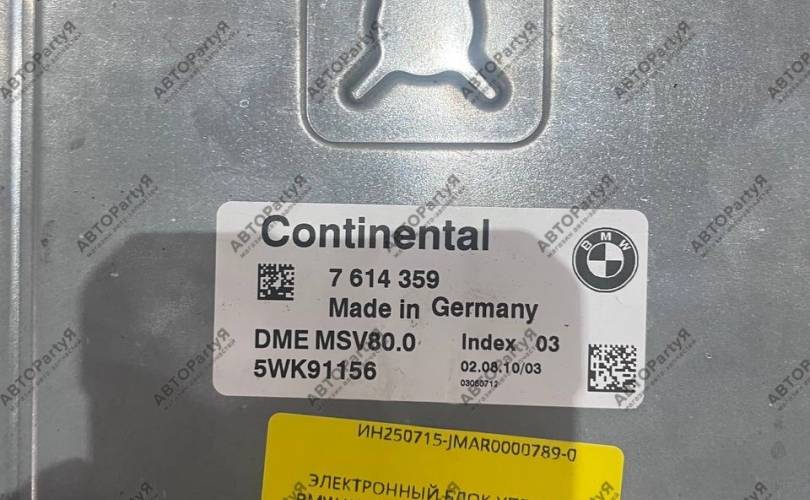 Continental
BMW
7 614 359
Made in Germany
DME MSV80.0 Index 03
5WK91156 02.08.10/03
03060712
ИН250715-JMAR0000789-0
ЭЛЕКТРОННЫЙ БЛОК
АВТОPartyЯ